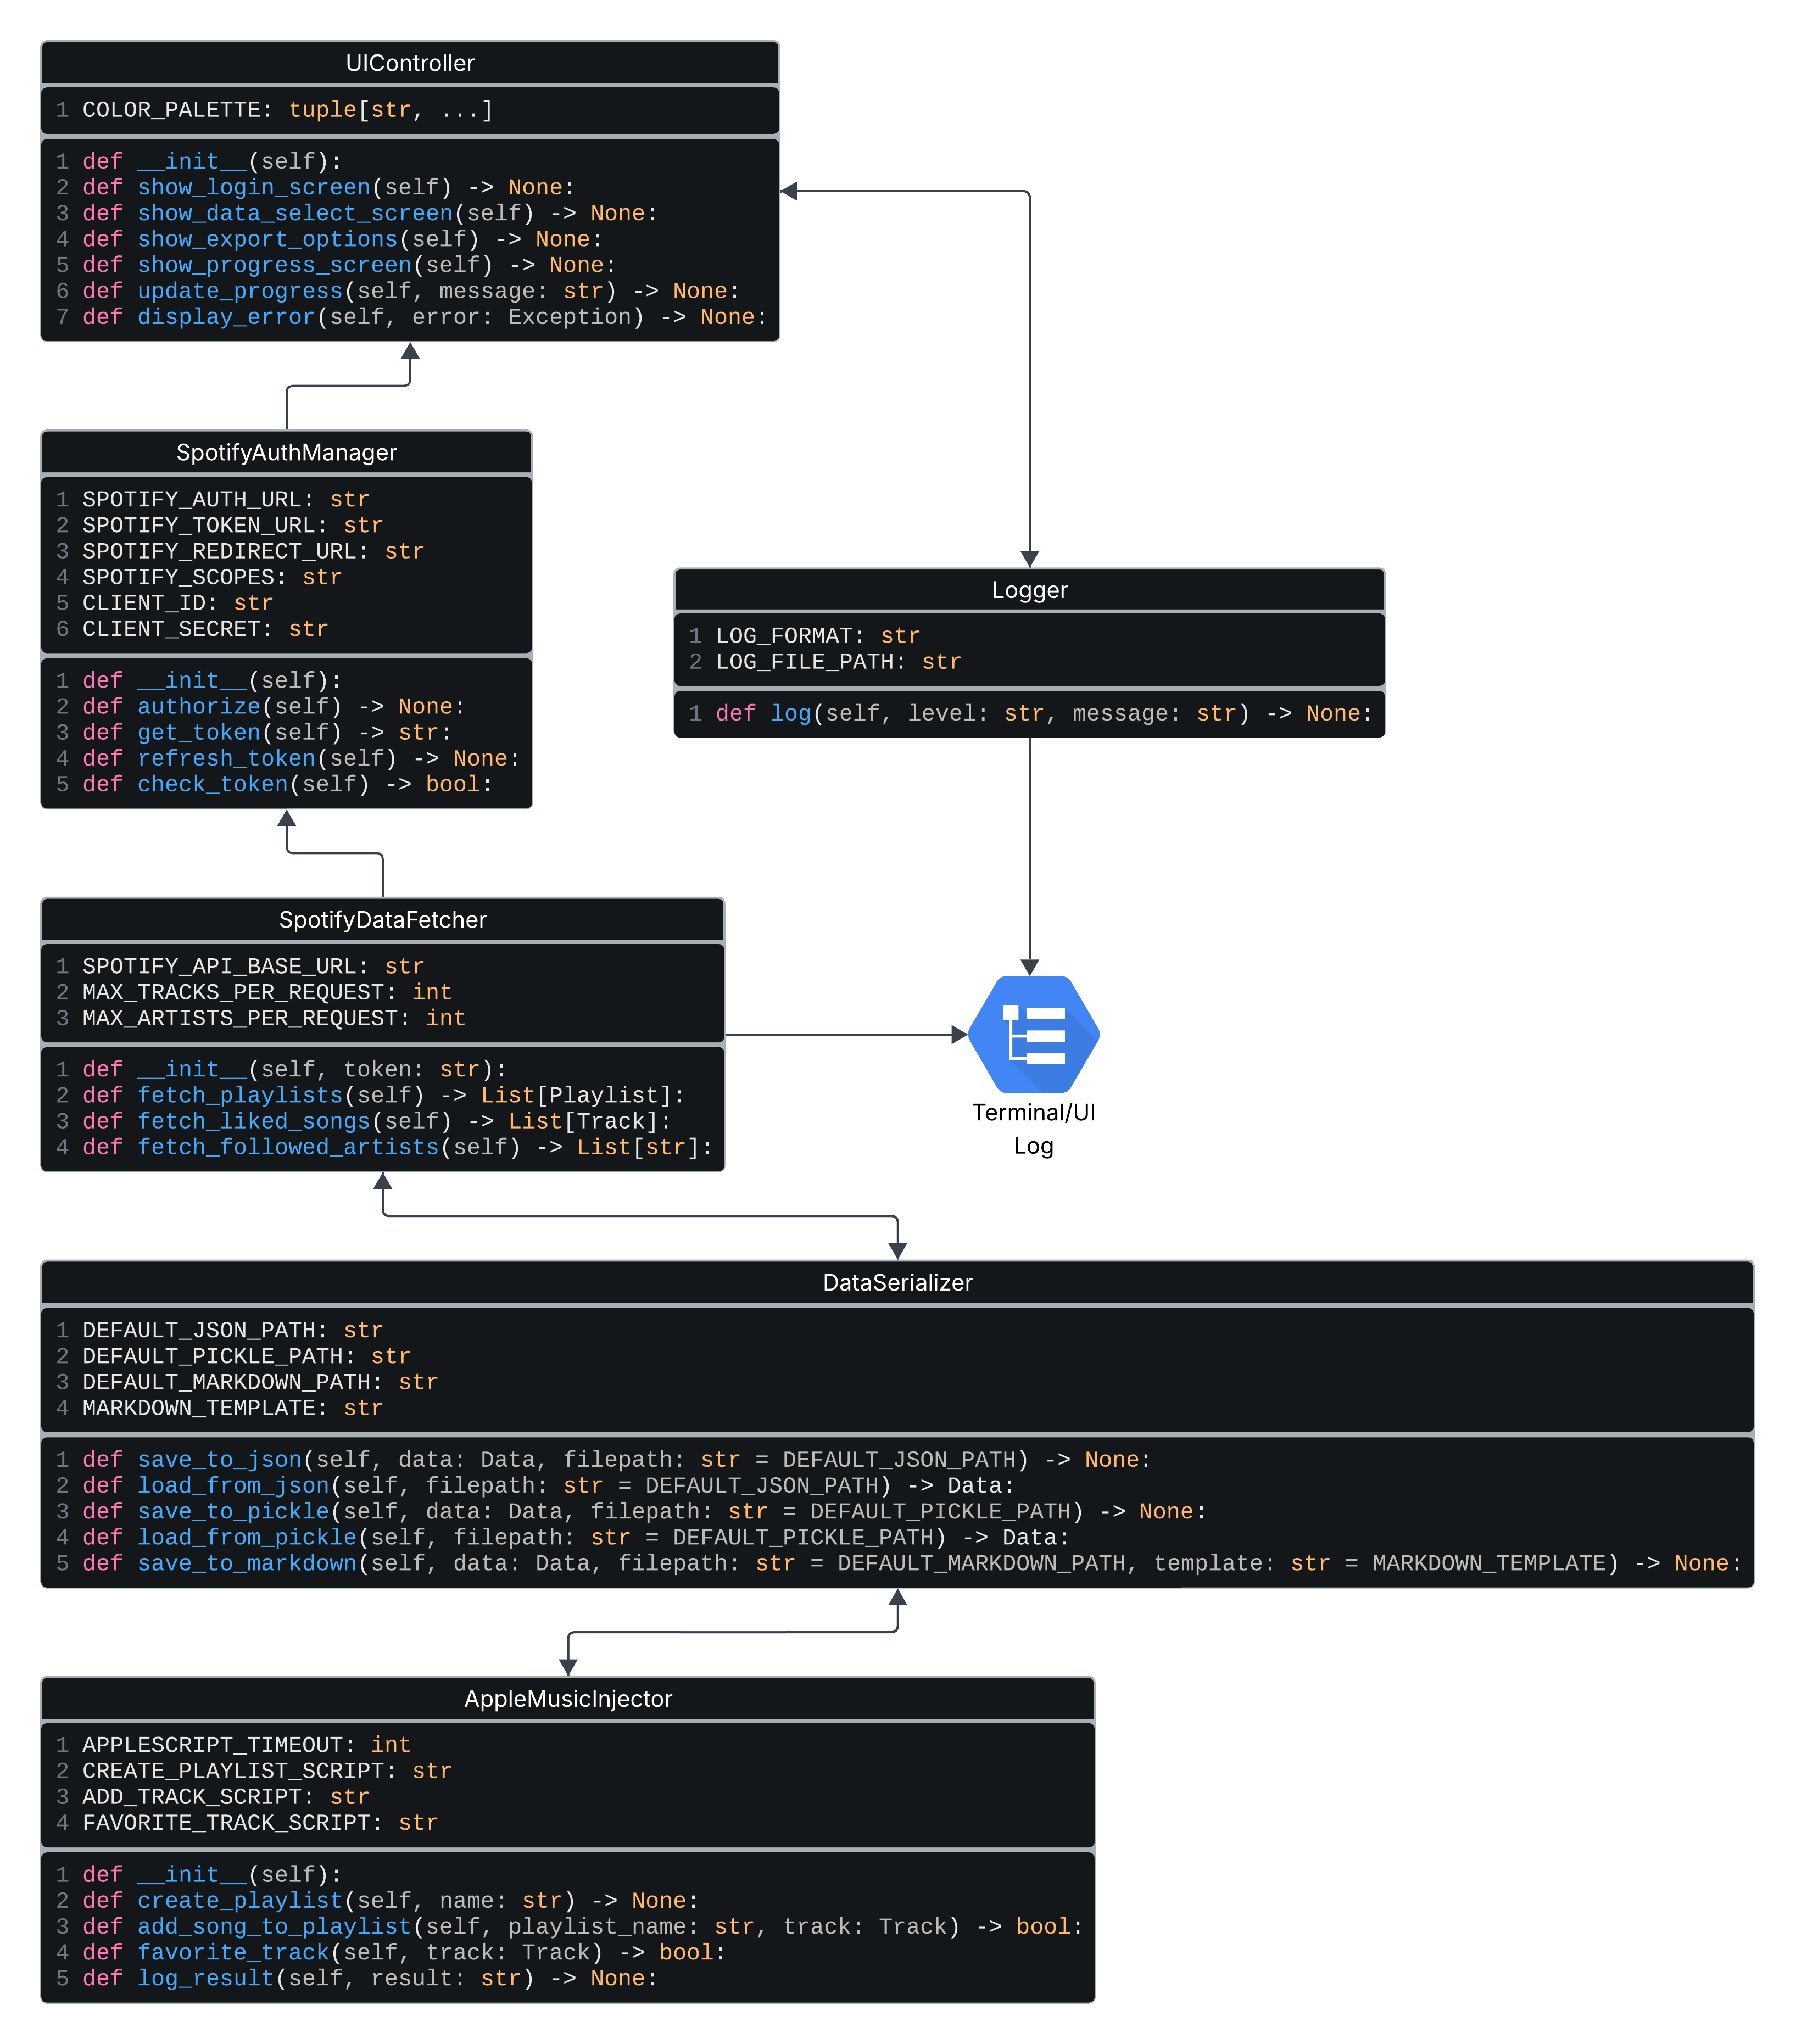 UIController
1 COLOR_PALETTE: tuple[str, ...]
1 def __init__(self):
2 def show_login_screen(self) -> None:
3 def show_data_select_screen(self) -> None:
4 def show_export_options(self) -> None:
5 def show_progress_screen(self) -> None:
6 def update_progress(self, message: str) -> None:
7 def display_error(self, error: Exception) -> None:
SpotifyAuthManager
1 SPOTIFY_AUTH_URL: str
2 SPOTIFY_TOKEN_URL: str
3 SPOTIFY_REDIRECT_URL: str
4 SPOTIFY_SCOPES: str
5 CLIENT_ID: str
6 CLIENT_SECRET: str
1 def __init__(self):
2 def authorize(self) -> None:
3 def get_token(self) -> str:
4 def refresh_token(self) -> None:
5 def check_token(self) -> bool:
Logger
1 LOG_FORMAT: str
2 LOG_FILE_PATH: str
1 def log(self, level: str, message: str) -> None:
SpotifyDataFetcher
1 SPOTIFY_API_BASE_URL: str
2 MAX_TRACKS_PER_REQUEST: int
3 MAX_ARTISTS_PER_REQUEST: int
1 def __init__(self, token: str):
2 def fetch_playlists(self) -> List[Playlist]:
3 def fetch_liked_songs(self) -> List[Track]:
4 def fetch_followed_artists(self) -> List[str]:
Terminal/UI
Log
DataSerializer
1 DEFAULT_JSON_PATH: str
2 DEFAULT_PICKLE_PATH: str
3 DEFAULT_MARKDOWN_PATH: str
4 MARKDOWN_TEMPLATE: str
1 def save_to_json(self, data: Data, filepath: str = DEFAULT_JSON_PATH) -> None:
2 def load_from_json(self, filepath: str = DEFAULT_JSON_PATH) -> Data:
3 def save_to_pickle(self, data: Data, filepath: str = DEFAULT_PICKLE_PATH) -> None:
4 def load_from_pickle(self, filepath: str = DEFAULT_PICKLE_PATH) -> Data:
5 def save_to_markdown(self, data: Data, filepath: str = DEFAULT_MARKDOWN_PATH, template: str = MARKDOWN_TEMPLATE) -> None:
AppleMusicInjector
1 APPLESCRIPT_TIMEOUT: int
2 CREATE_PLAYLIST_SCRIPT: str
3 ADD_TRACK_SCRIPT: str
4 FAVORITE_TRACK_SCRIPT: str
1 def __init__(self):
2 def create_playlist(self, name: str) -> None:
3 def add_song_to_playlist(self, playlist_name: str, track: Track) -> bool:
4 def favorite_track(self, track: Track) -> bool:
5 def log_result(self, result: str) -> None: